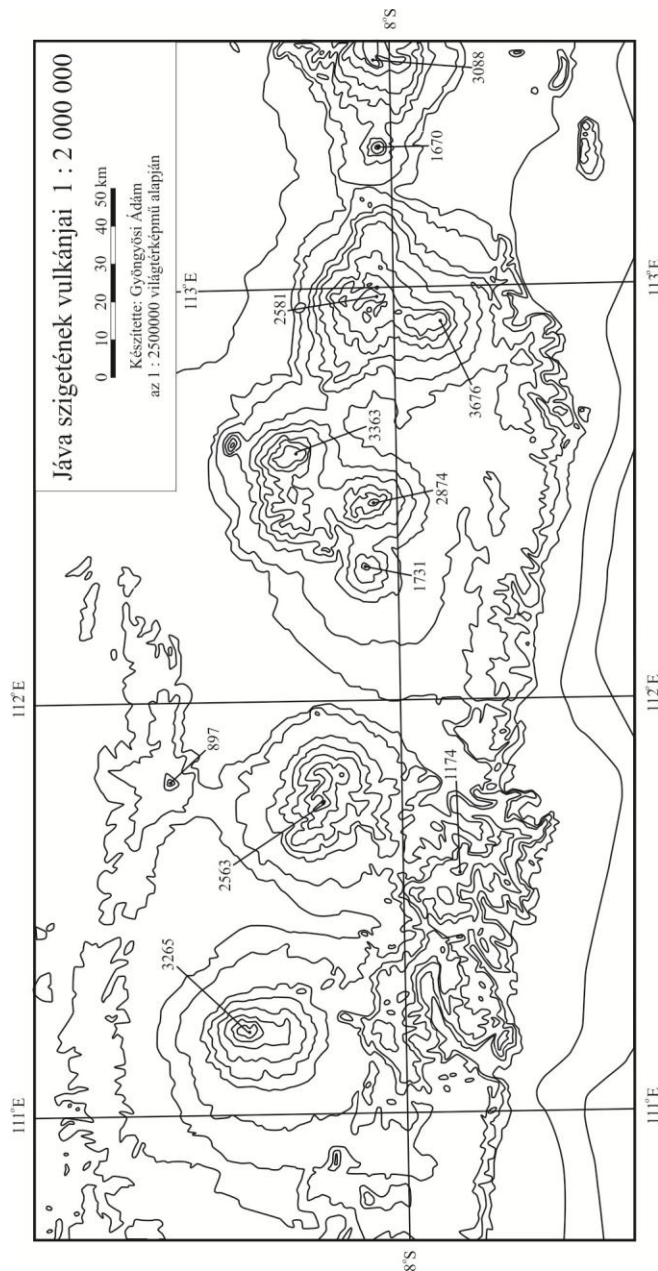 Jáva szigetének vulkánjai 1 : 2 000 000
0 10 20 30 40 50 km
Készítette: Gyöngyösi Ádám
az 1 : 2500000 világtérképmű alapján
111°E
112°E
113°E
8°S
8°S
3265
2563
897
1174
1731
2874
3363
2581
3676
1670
3088
111°E
112°E
113°E